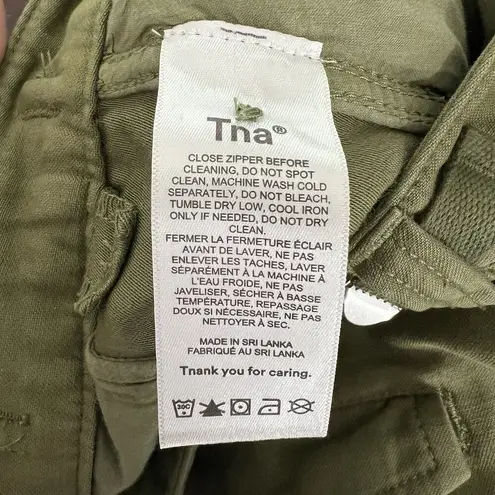 Tna®
CLOSE ZIPPER BEFORE
CLEANING, DO NOT SPOT
CLEAN, MACHINE WASH COLD
SEPARATELY, DO NOT BLEACH.
TUMBLE DRY LOW, COOL IRON
ONLY IF NEEDED, DO NOT DRY
CLEAN.
FERMER LA FERMETURE ÉCLAIR
AVANT DE LAVER, NE PAS
ENLEVER LES TACHES, LAVER
SÉPARÉMENT À LA MACHINE À
L'EAU FROIDE, NE PAS
JAVELISER, SÉCHER À BASSE
TEMPÉRATURE, REPASSAGE
DOUX SI NÉCESSAIRE, NE PAS
NETTOYER À SEC.
MADE IN SRI LANKA
FABRIQUÉ AU SRI LANKA
Thank you for caring.
30C